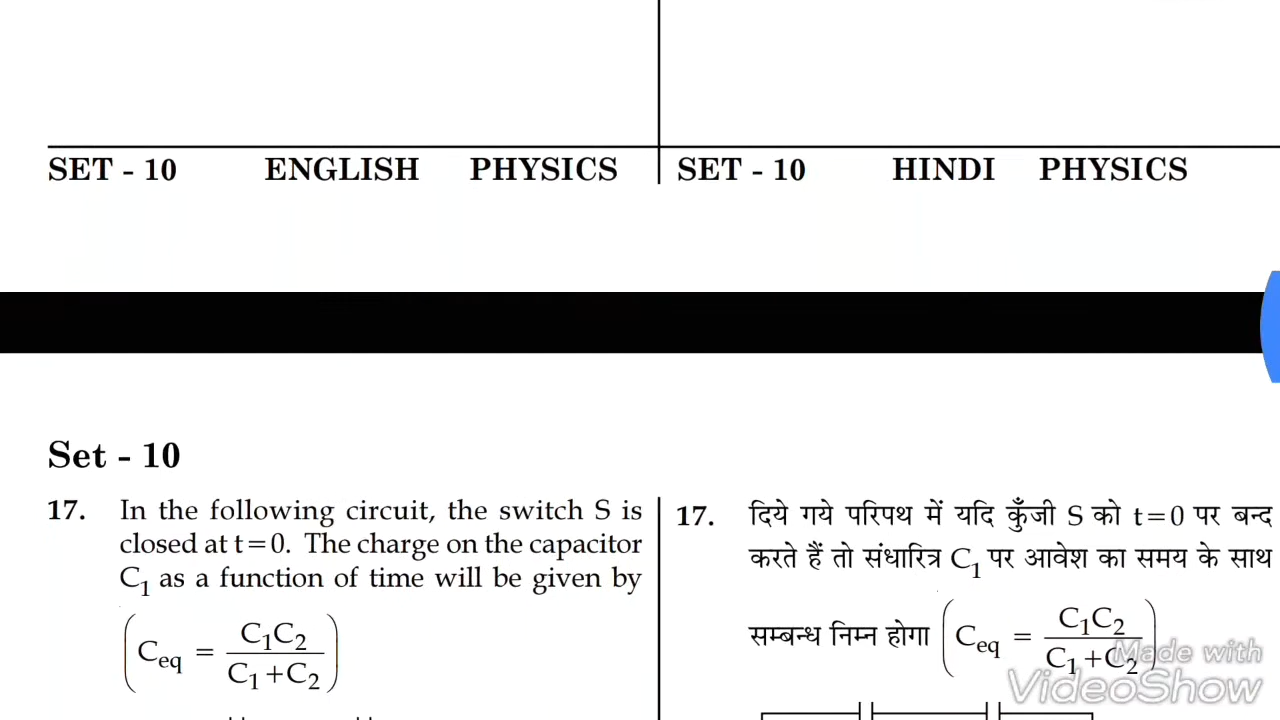 SET - 10 ENGLISH PHYSICS
SET - 10 HINDI PHYSICS
Set - 10
17. In the following circuit, the switch S is
closed at t=0. The charge on the capacitor
C₁ as a function of time will be given by
(C_eq = C₁C₂ / C₁+C₂)
17. दिये गये परिपथ में यदि कुँजी S को t=0 पर बन्द
करते हैं तो संधारित्र C₁ पर आवेश का समय के साथ
सम्बन्ध निम्न होगा (C_eq = C₁C₂ / C₁+C₂)
Made with
VideoShow